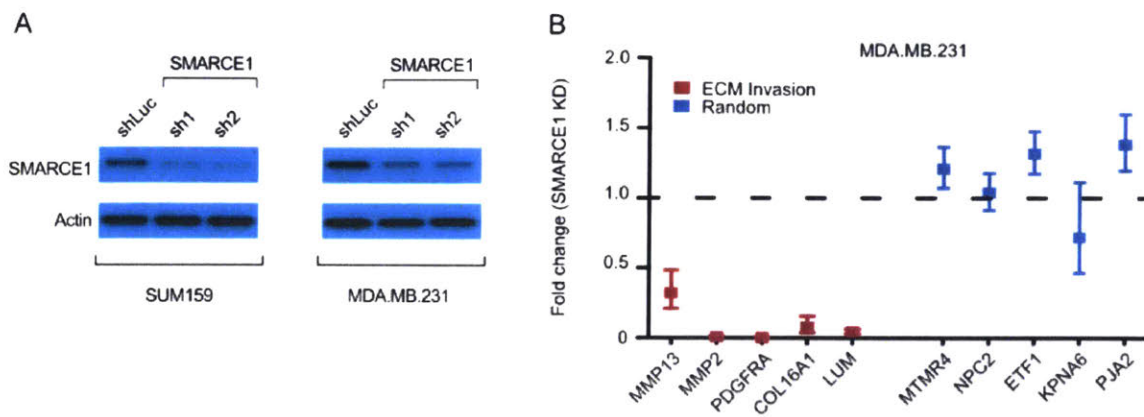 A
SMARCE1
SMARCE1
shLuc
sh1
sh2
shLuc
sh1
sh2
SMARCE1
Actin
SUM159
MDA.MB.231
B
MDA.MB.231
Fold change (SMARCE1 KD)
2.0
1.5
1.0
0.5
0
ECM Invasion
Random
MMP13
MMP2
PDGFRA
COL16A1
LUM
MTMR4
NPC2
ETF1
KPNA6
PJA2